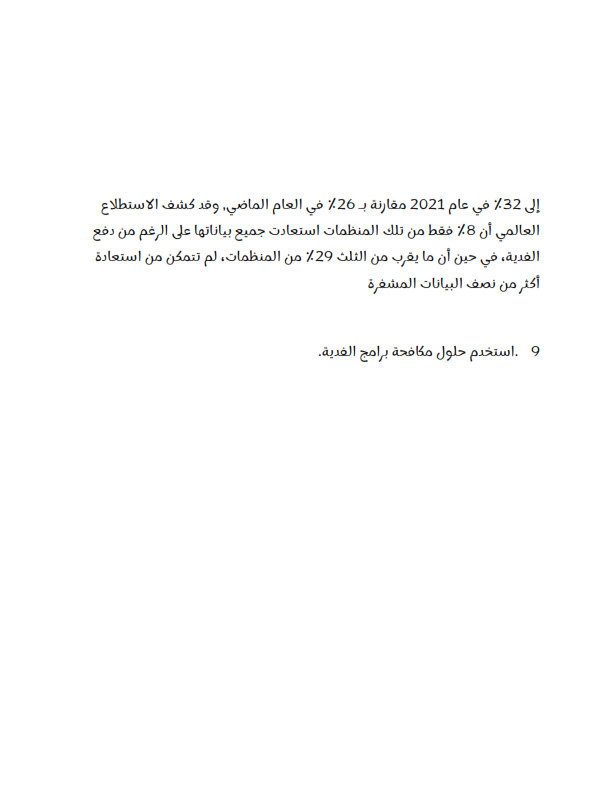 إلى 32٪ في عام 2021 مقارنة بـ 26٪ في العام الماضي, وقد كشف الاستطلاع
العالمي أن 8٪ فقط من تلك المنظمات استعادت جميع بياناتها على الرغم من دفع
الفدية، في حين أن ما يقرب من الثلث 29٪ من المنظمات، لم تتمكن من استعادة
أكثر من نصف البيانات المشفرة
9 .استخدم حلول مكافحة برامج الفدية.